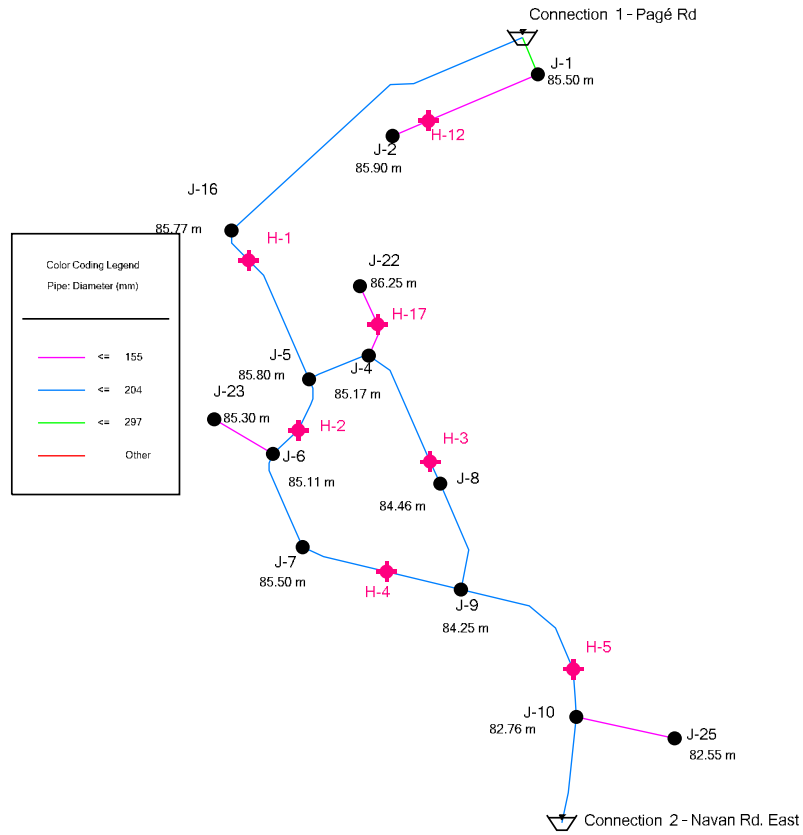 Connection 1 - Pagé Rd
J-1
85.50 m
H-12
J-2
85.90 m
J-16
85.77 m
H-1
Color Coding Legend
Pipe: Diameter (mm)
<= 155
<= 204
<= 297
Other
J-22
86.25 m
H-17
J-5
85.80 m
J-4
85.17 m
J-23
85.30 m
H-2
J-6
85.11 m
H-3
J-8
84.46 m
J-7
85.50 m
H-4
J-9
84.25 m
H-5
J-10
82.76 m
J-25
82.55 m
Connection 2 - Navan Rd. East